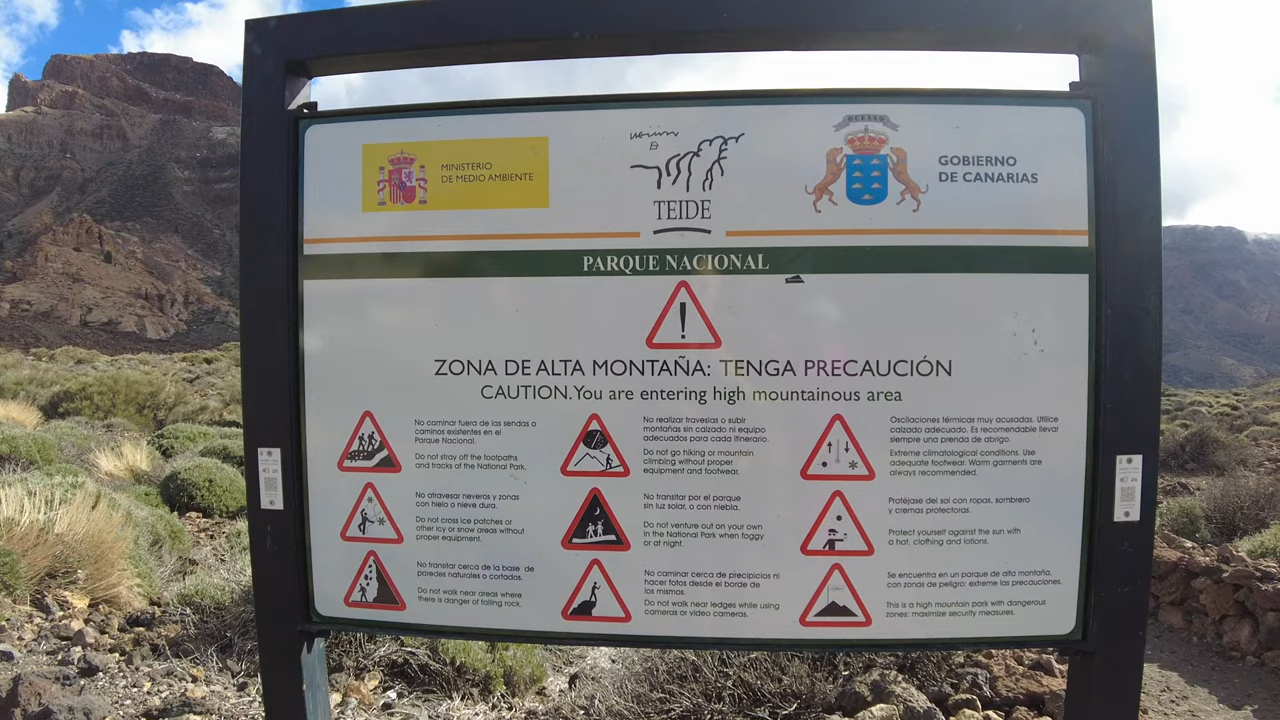 MINISTERIO
DE MEDIO AMBIENTE
TEIDE
OCEANO
GOBIERNO
DE CANARIAS
PARQUE NACIONAL
!
ZONA DE ALTA MONTAÑA: TENGA PRECAUCIÓN
CAUTION. You are entering high mountainous area
No caminar fuera de las sendas o
caminos existentes en el
Parque Nacional.
Do not stay off the footpaths
and tracks of the National Park.
No atravesar neveros y zonas
con hielo o nieve dura.
Do not cross ice patches or
other icy or snow areas without
proper equipment.
No transitar cerca de la base de
paredes naturales o cortados.
Do not walk near areas where
there is danger of falling rock.
No realizar travesías o subir
montañas sin calzado ni equipo
adecuados para cada itinerario.
Do not go hiking or mountain
climbing without proper
equipment and footwear.
No transitar por el parque
sin luz solar, o con niebla.
Do not venture out on your own
in the National Park when foggy
or at night.
No caminar cerca de precipicios ni
hacer fotos desde el borde de
los mismos.
Do not walk near ledges while using
cameras or video cameras.
Oscilaciones térmicas muy acusadas. Utilice
calzado adecuado. Es recomendable llevar
siempre una prenda de abrigo.
Extreme climatological conditions. Use
adequate footwear. Warm garments are
always recommended.
Protéjase del sol con ropas, sombrero
y cremas protectoras.
Protect yourself against the sun with
a hat, clothing and lotions.
Se encuentra en un parque de alta montaña,
con zonas de peligro: extreme las precauciones.
This is a high mountain park with dangerous
zones: maximize security measures.